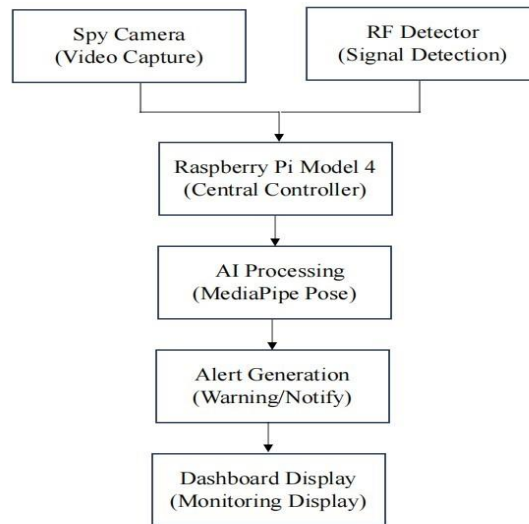 Spy Camera
(Video Capture)
RF Detector
(Signal Detection)
Raspberry Pi Model 4
(Central Controller)
AI Processing
(MediaPipe Pose)
Alert Generation
(Warning/Notify)
Dashboard Display
(Monitoring Display)